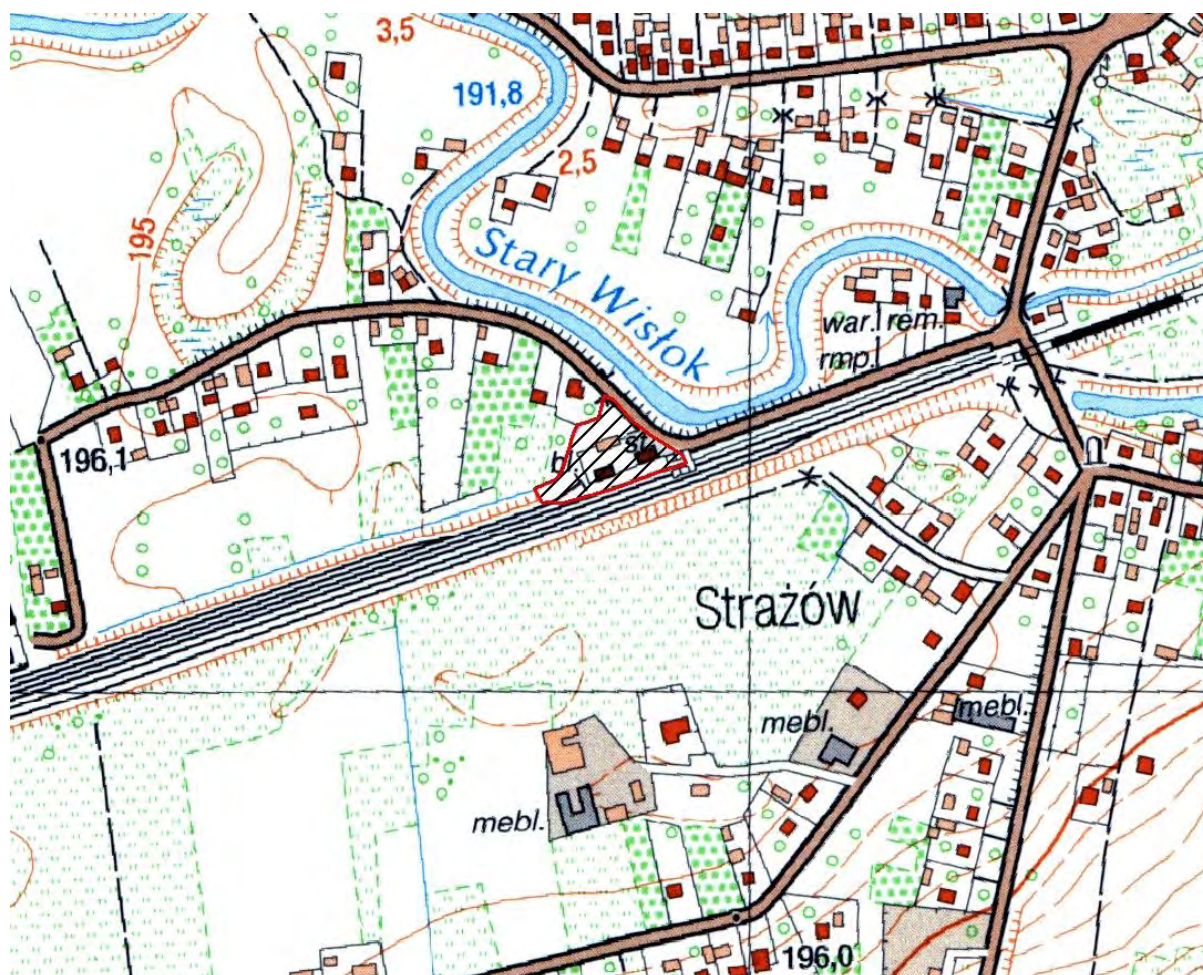 3,5
191,8
2,5
195
Stary Wisłok
war. rem.
rmp.
196,1
st.
Strażów
mebl.
mebl.
mebl.
196,0